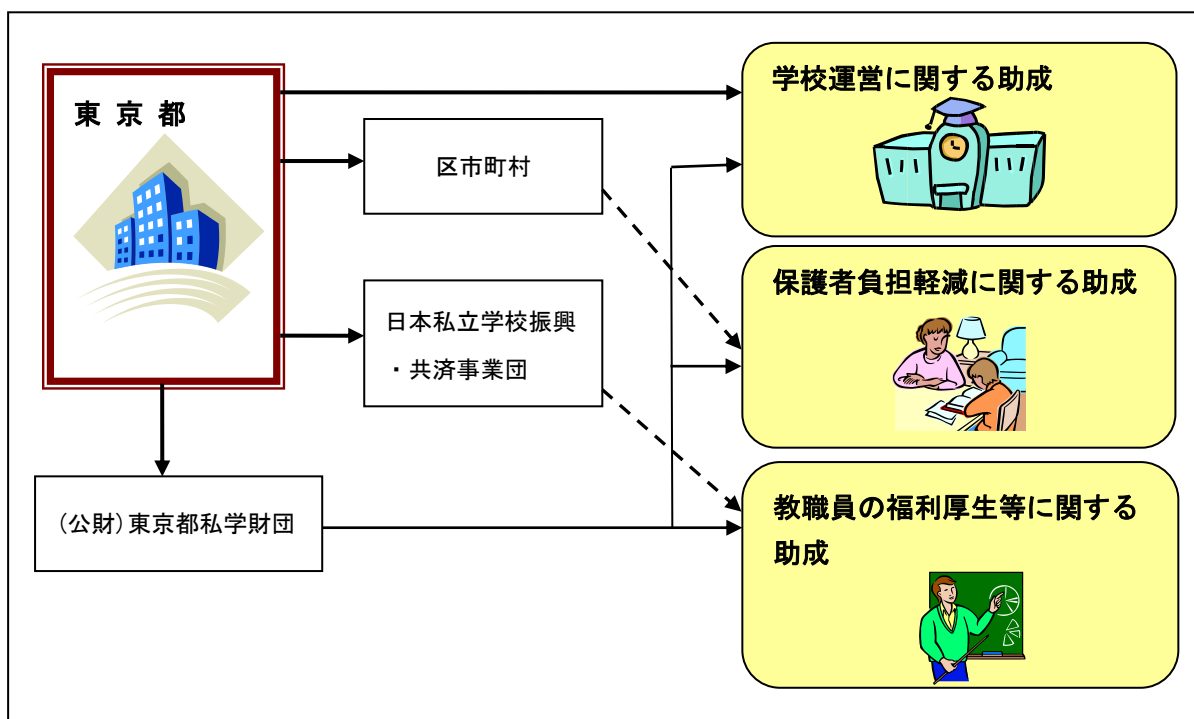 東京都
区市町村
日本私立学校振興
・共済事業団
(公財)東京都私学財団
学校運営に関する助成
保護者負担軽減に関する助成
教職員の福利厚生等に関する
助成